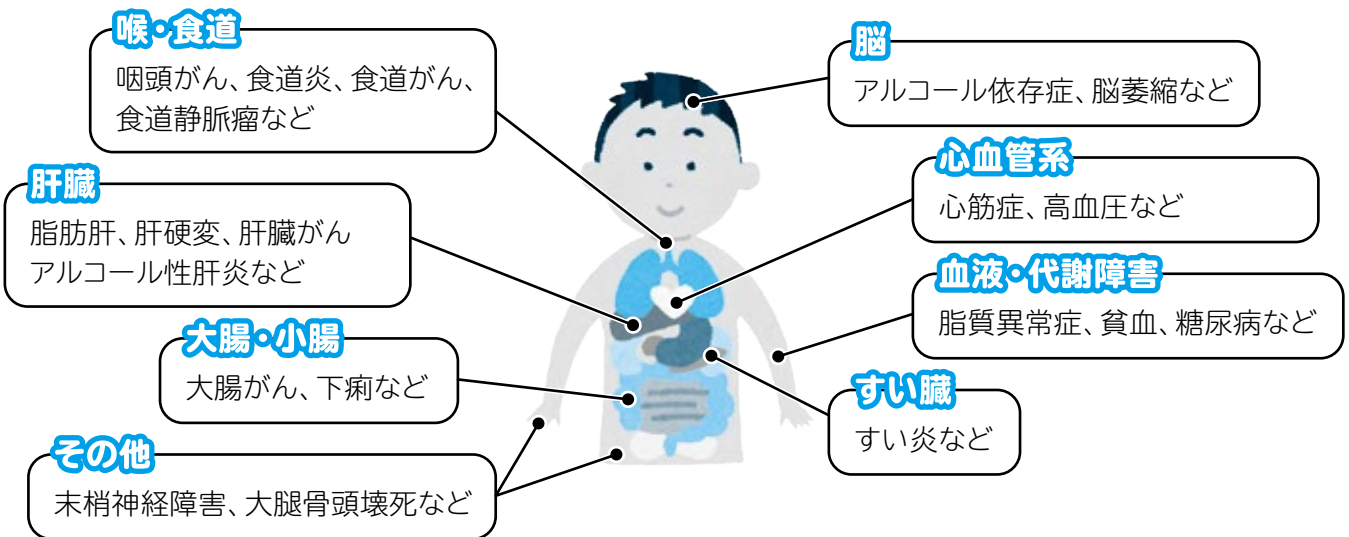 喉・食道
咽頭がん、食道炎、食道がん、
食道静脈瘤など
肝臓
脂肪肝、肝硬変、肝臓がん
アルコール性肝炎など
大腸・小腸
大腸がん、下痢など
その他
末梢神経障害、大腿骨頭壊死など
脳
アルコール依存症、脳萎縮など
心血管系
心筋症、高血圧など
血液・代謝障害
脂質異常症、貧血、糖尿病など
すい臓
すい炎など